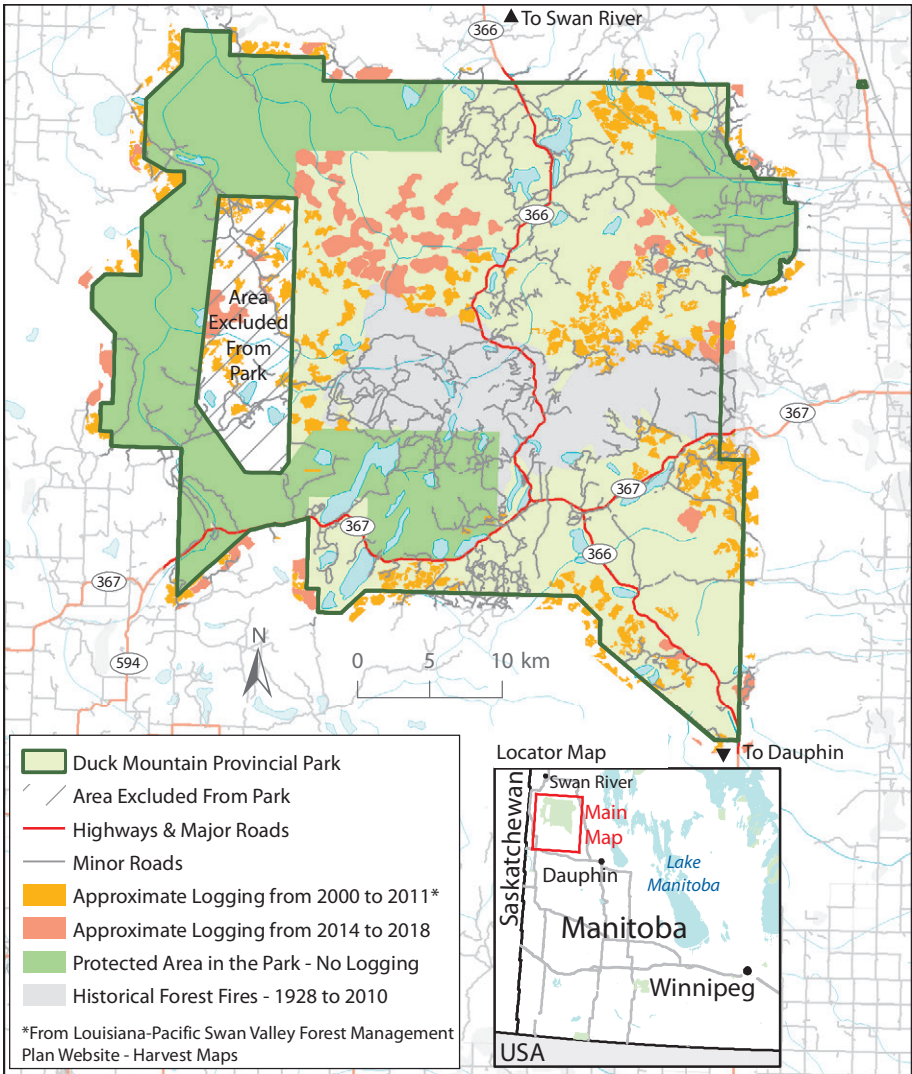 366
▲ To Swan River
366
Area
Excluded
From
Park
367
367
367
366
367
594
N
0 5 10 km
▼ To Dauphin
Duck Mountain Provincial Park
Area Excluded From Park
Highways & Major Roads
Minor Roads
Approximate Logging from 2000 to 2011*
Approximate Logging from 2014 to 2018
Protected Area in the Park - No Logging
Historical Forest Fires - 1928 to 2010
*From Louisiana-Pacific Swan Valley Forest Management
Plan Website - Harvest Maps
Locator Map
Swan River
Saskatchewan
Main
Map
Dauphin
Lake
Manitoba
Manitoba
Winnipeg
USA